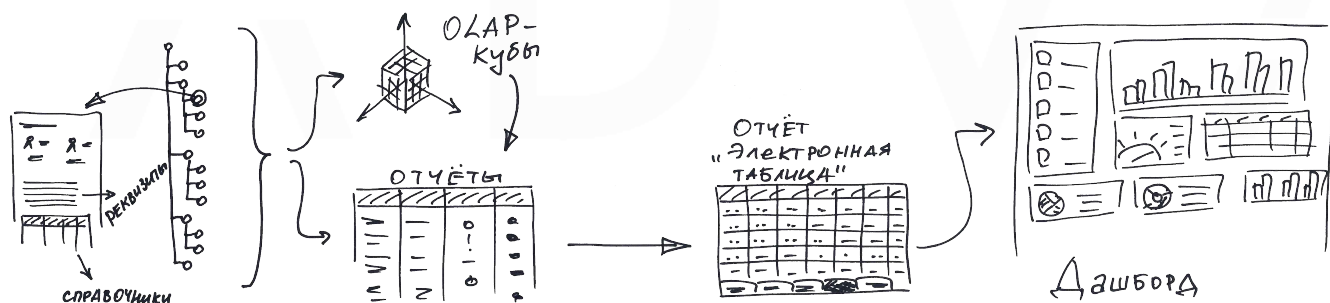 РЕКВИЗИТЫ
СПРАВОЧНИКИ
OLAP-
КУБЫ
ОТЧЁТЫ
ОТЧЁТ
„ЭЛЕКТРОННАЯ
ТАБЛИЦА"
Дашборд